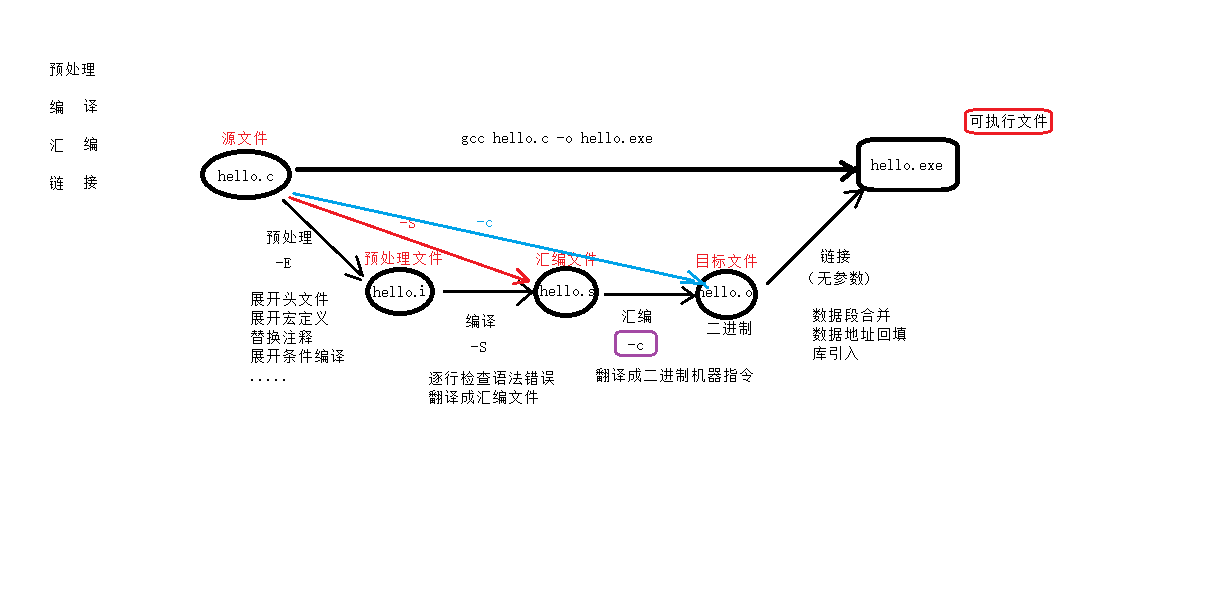 预处理
编 译
汇 编
链 接
可执行文件
源文件
gcc hello.c -o hello.exe
hello.c
hello.exe
-S
-c
预处理
-E
预处理文件
汇编文件
目标文件
链接
(无参数)
hello.i
hello.s
hello.o
展开头文件
展开宏定义
替换注释
展开条件编译
.....
编译
-S
逐行检查语法错误
翻译成汇编文件
汇编
-c
翻译成二进制机器指令
二进制
数据段合并
数据地址回填
库引入